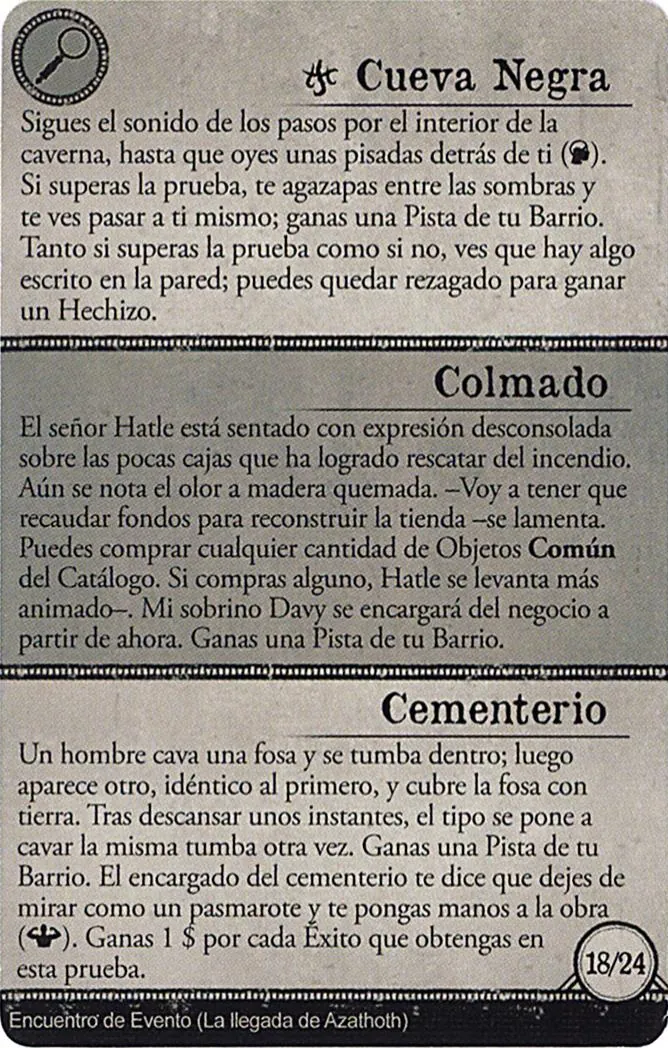 Cueva Negra
Sigues el sonido de los pasos por el interior de la
caverna, hasta que oyes unas pisadas detrás de ti ( ).
Si superas la prueba, te agazapas entre las sombras y
te ves pasar a ti mismo; ganas una Pista de tu Barrio.
Tanto si superas la prueba como si no, ves que hay algo
escrito en la pared; puedes quedar rezagado para ganar
un Hechizo.
Colmado
El señor Hatle está sentado con expresión desconsolada
sobre las pocas cajas que ha logrado rescatar del incendio.
Aún se nota el olor a madera quemada. –Voy a tener que
recaudar fondos para reconstruir la tienda –se lamenta.
Puedes comprar cualquier cantidad de Objetos Común
del Catálogo. Si compras alguno, Hatle se levanta más
animado–. Mi sobrino Davy se encargará del negocio a
partir de ahora. Ganas una Pista de tu Barrio.
Cementerio
Un hombre cava una fosa y se tumba dentro; luego
aparece otro, idéntico al primero, y cubre la fosa con
tierra. Tras descansar unos instantes, el tipo se pone a
cavar la misma tumba otra vez. Ganas una Pista de tu
Barrio. El encargado del cementerio te dice que dejes de
mirar como un pasmarote y te pongas manos a la obra
( ). Ganas 1 $ por cada Éxito que obtengas en
esta prueba.
18/24
Encuentro de Evento (La llegada de Azathoth)